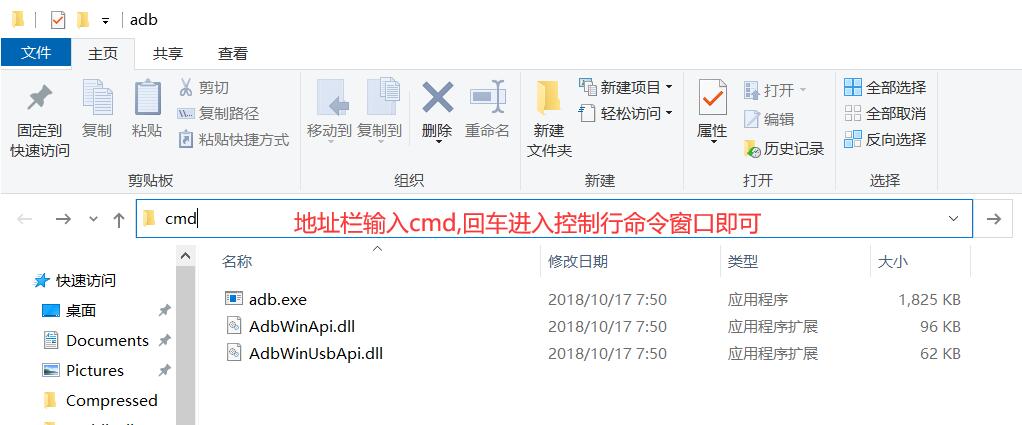 adb
文件 主页 共享 查看
固定到
快速访问
复制
粘贴
剪切
复制路径
粘贴快捷方式
剪贴板
移动到
复制到
删除
重命名
组织
新建
文件夹
新建项目
轻松访问
新建
属性
打开
编辑
历史记录
打开
全部选择
全部取消
反向选择
选择
cmd
地址栏输入cmd,回车进入控制行命令窗口即可
快速访问
桌面
Documents
Pictures
Compressed
名称 修改日期 类型 大小
adb.exe 2018/10/17 7:50 应用程序 1,825 KB
AdbWinApi.dll 2018/10/17 7:50 应用程序扩展 96 KB
AdbWinUsbApi.dll 2018/10/17 7:50 应用程序扩展 62 KB